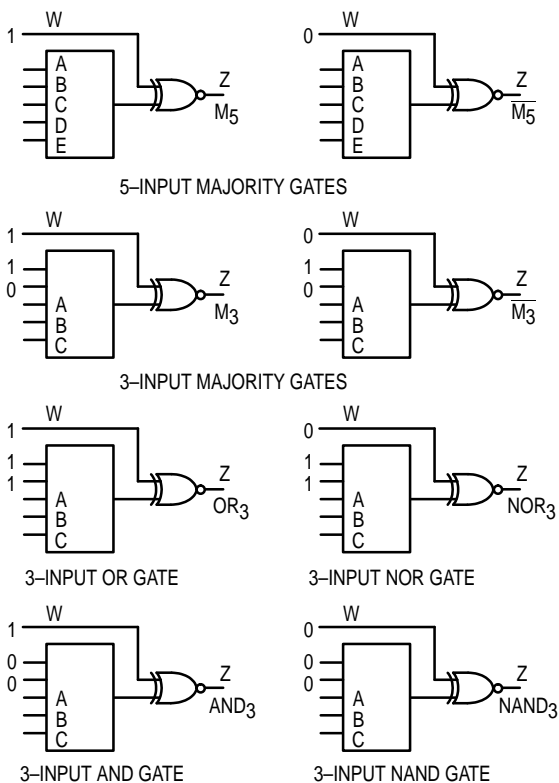 W W
1 0
A A
B Z B Z
C C
D M5 D M5
E E
5–INPUT MAJORITY GATES
W W
1 0
1 1
0 Z 0 Z
A A
B M3 B M3
C C
3–INPUT MAJORITY GATES
W W
1 0
1 1
1 Z 1 Z
A A
B OR3 B NOR3
C C
3–INPUT OR GATE 3–INPUT NOR GATE
W W
1 0
0 0
0 Z 0 Z
A A
B AND3 B NAND3
C C
3–INPUT AND GATE 3–INPUT NAND GATE